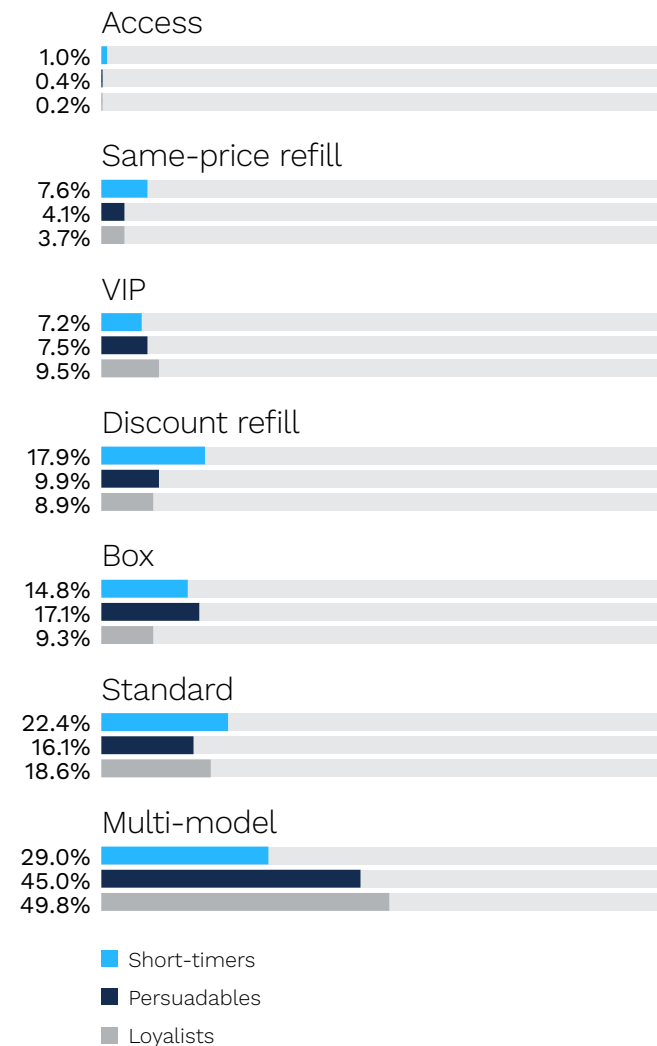 Access
1.0%
0.4%
0.2%
Same-price refill
7.6%
4.1%
3.7%
VIP
7.2%
7.5%
9.5%
Discount refill
17.9%
9.9%
8.9%
Box
14.8%
17.1%
9.3%
Standard
22.4%
16.1%
18.6%
Multi-model
29.0%
45.0%
49.8%
Short-timers
Persuadables
Loyalists